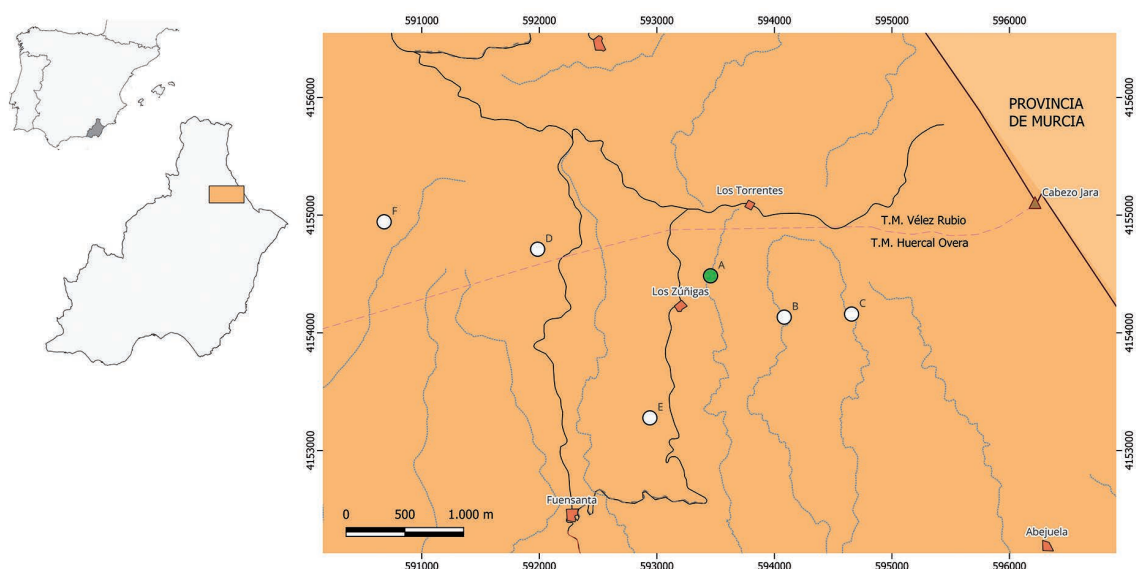 591000 592000 593000 594000 595000 596000
4156000
4155000
4154000
4153000
PROVINCIA
DE MURCIA
Cabezo Jara
Los Torrentes
T.M. Vélez Rubio
T.M. Huercal Overa
F
D
A
Los Zúñigas
B
C
E
Fuensanta
Abejuela
0 500 1.000 m
4156000
4155000
4154000
4153000
591000 592000 593000 594000 595000 596000